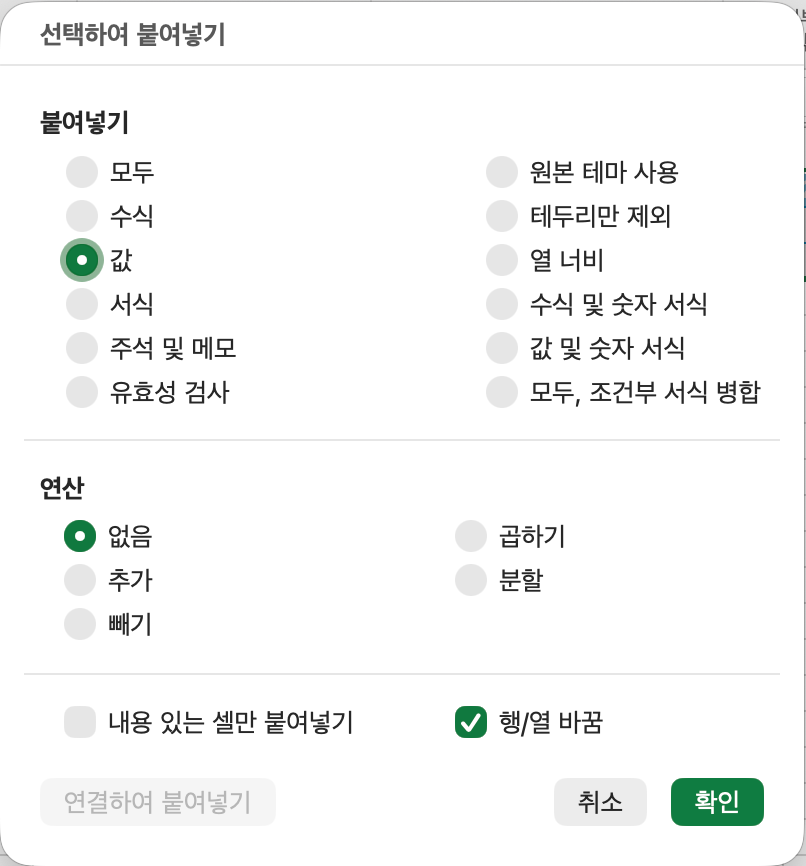 선택하여 붙여넣기
붙여넣기
모두
원본 테마 사용
수식
테두리만 제외
값
열 너비
서식
수식 및 숫자 서식
주석 및 메모
값 및 숫자 서식
유효성 검사
모두, 조건부 서식 병합
연산
없음
곱하기
추가
분할
빼기
내용 있는 셀만 붙여넣기
행/열 바꿈
연결하여 붙여넣기
취소
확인